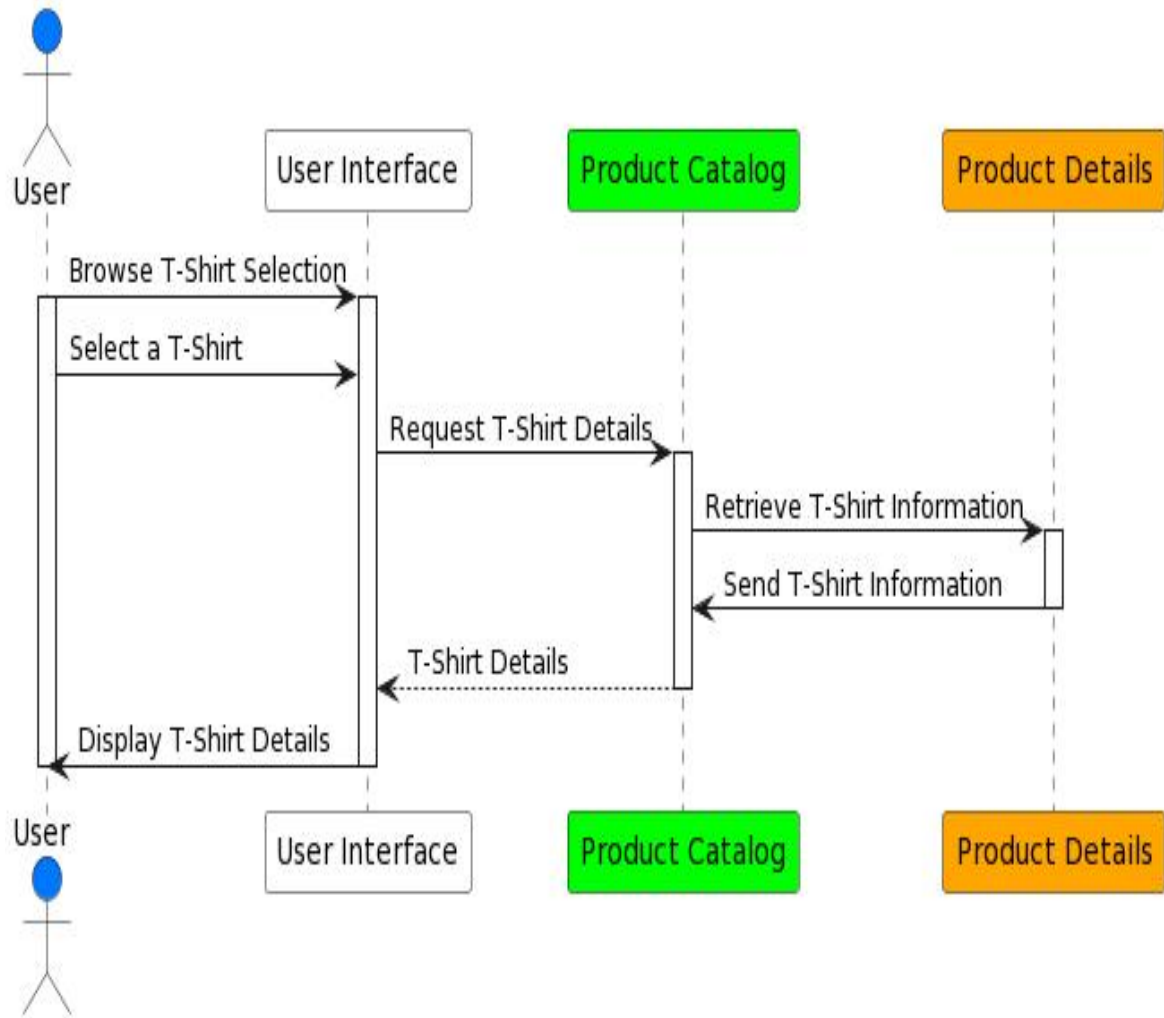 User
User Interface
Product Catalog
Product Details
Browse T-Shirt Selection
Select a T-Shirt
Request T-Shirt Details
Retrieve T-Shirt Information
Send T-Shirt Information
T-Shirt Details
Display T-Shirt Details
User
User Interface
Product Catalog
Product Details